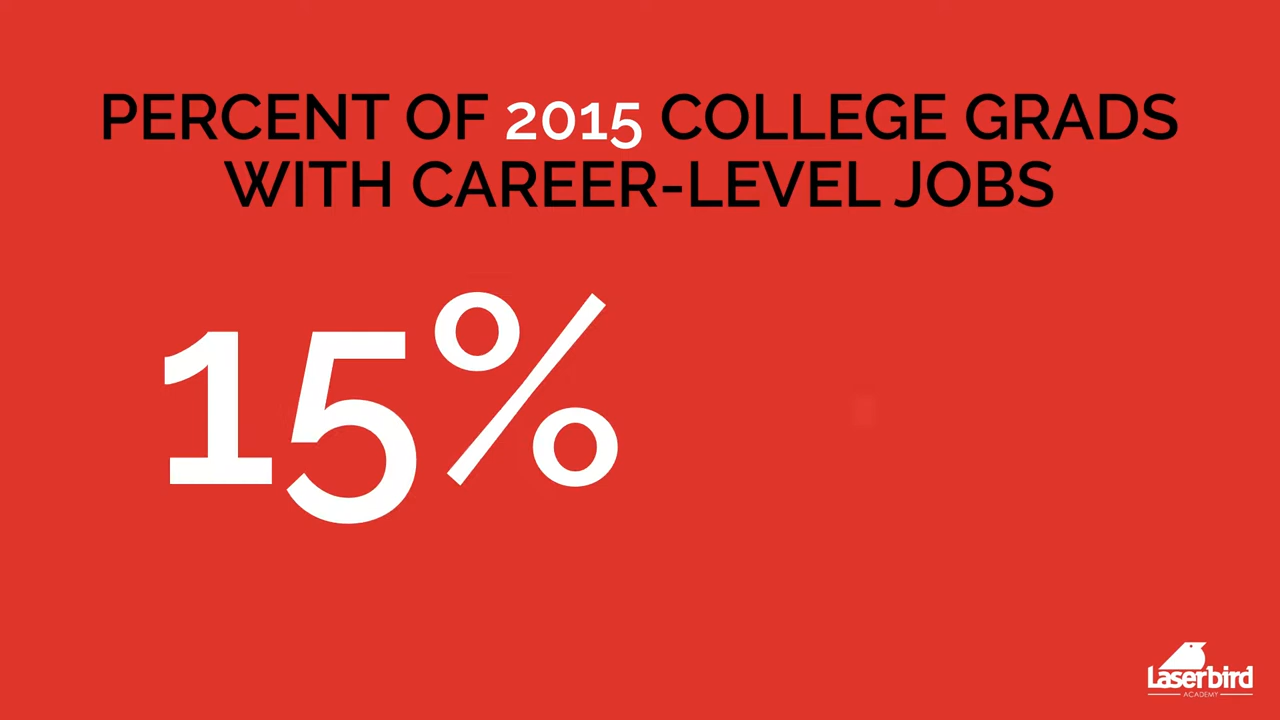 PERCENT OF 2015 COLLEGE GRADS
WITH CAREER-LEVEL JOBS
15%
Laserbird
ACADEMY